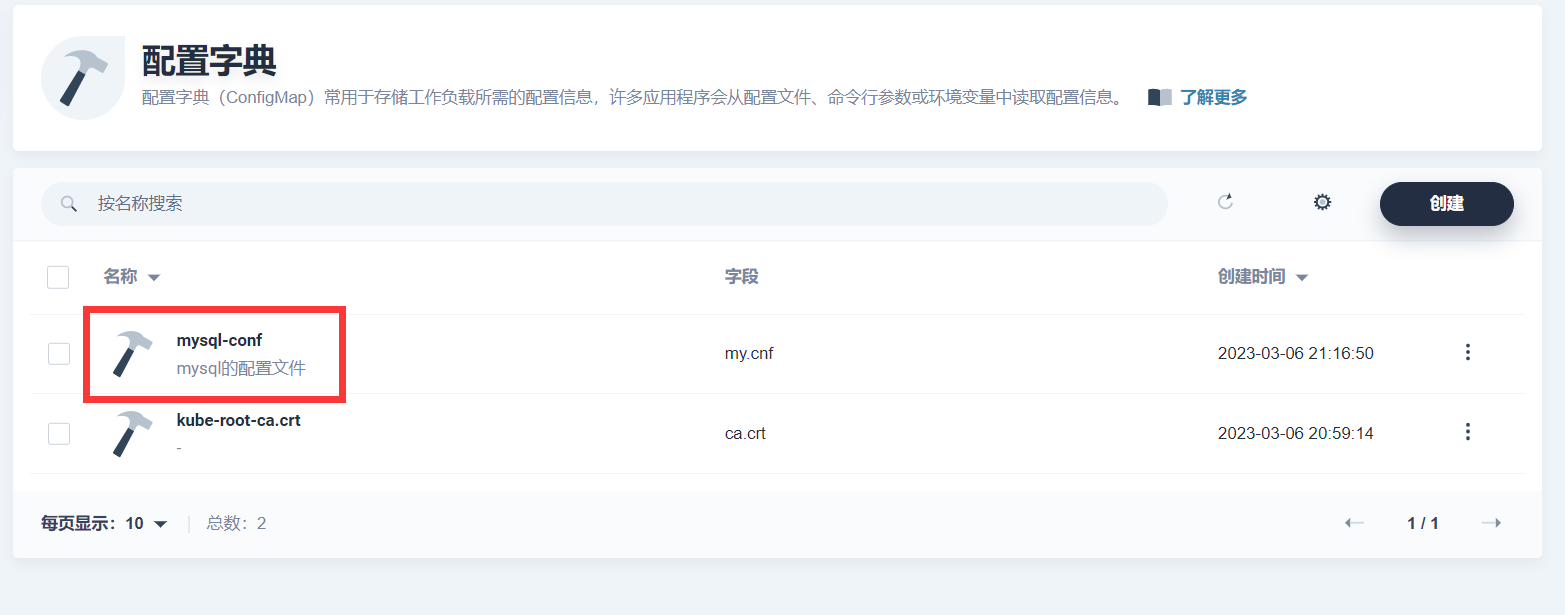 配置字典
配置字典（ConfigMap）常用于存储工作负载所需的配置信息，许多应用程序会从配置文件、命令行参数或环境变量中读取配置信息。 了解更多
按名称搜索 创建
名称 字段 创建时间
mysql-conf
mysql的配置文件
my.cnf 2023-03-06 21:16:50
kube-root-ca.crt
-
ca.crt 2023-03-06 20:59:14
每页显示：10 总数：2 1 / 1